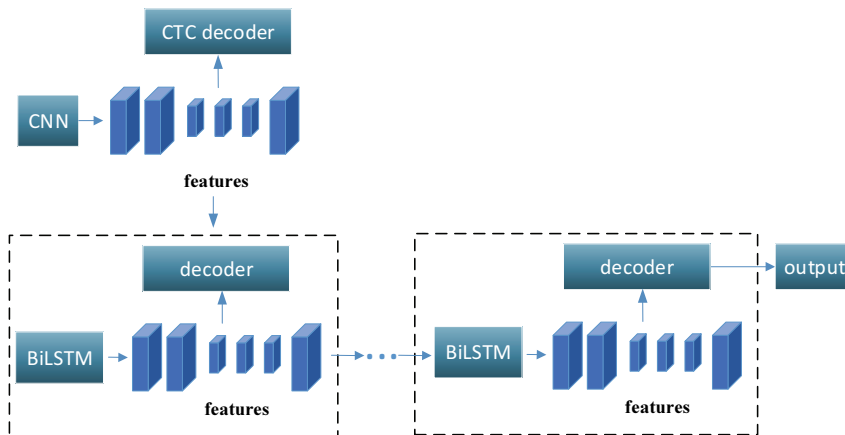 CTC decoder
CNN
features
decoder
BiLSTM
features
decoder
output
BiLSTM
features